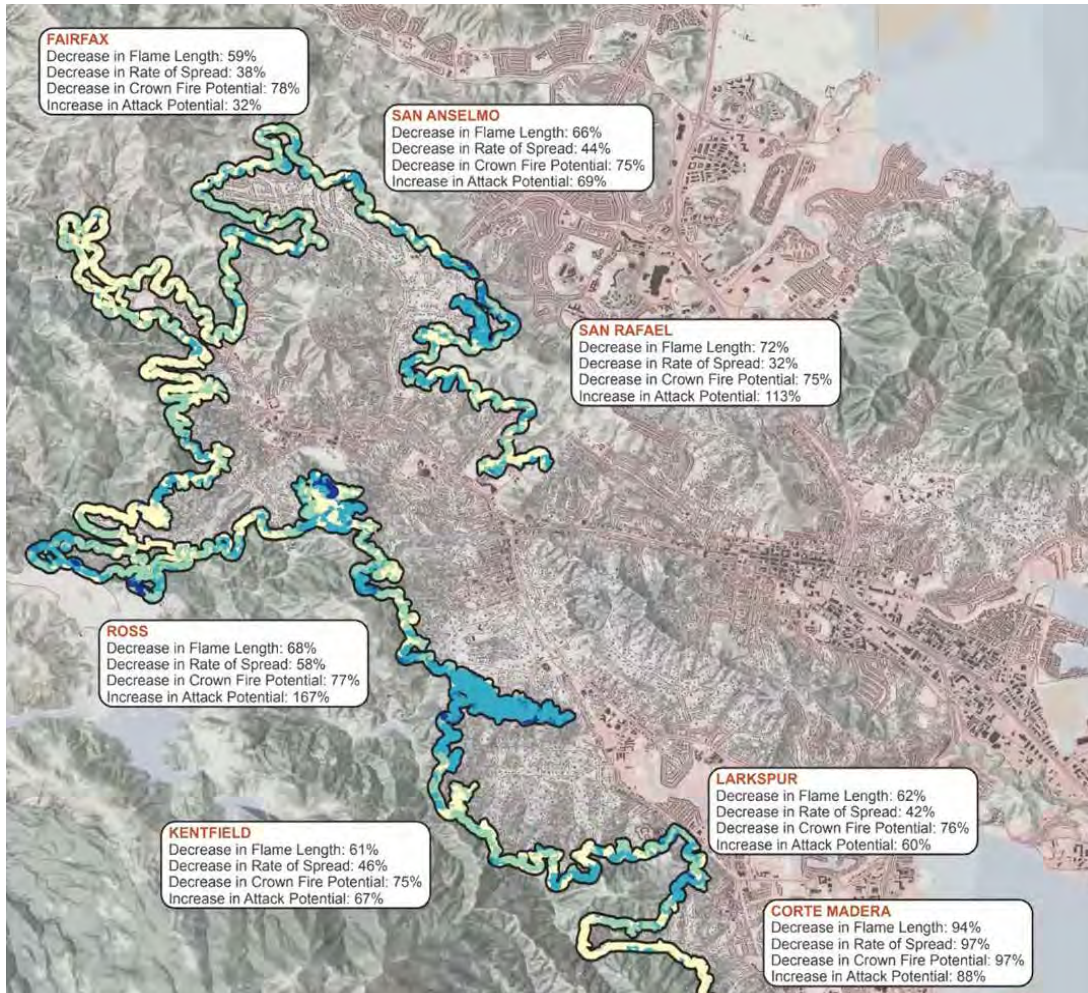 FAIRFAX
Decrease in Flame Length: 59%
Decrease in Rate of Spread: 38%
Decrease in Crown Fire Potential: 78%
Increase in Attack Potential: 32%
SAN ANSELMO
Decrease in Flame Length: 66%
Decrease in Rate of Spread: 44%
Decrease in Crown Fire Potential: 75%
Increase in Attack Potential: 69%
SAN RAFAEL
Decrease in Flame Length: 72%
Decrease in Rate of Spread: 32%
Decrease in Crown Fire Potential: 75%
Increase in Attack Potential: 113%
ROSS
Decrease in Flame Length: 68%
Decrease in Rate of Spread: 58%
Decrease in Crown Fire Potential: 77%
Increase in Attack Potential: 167%
LARKSPUR
Decrease in Flame Length: 62%
Decrease in Rate of Spread: 42%
Decrease in Crown Fire Potential: 76%
Increase in Attack Potential: 60%
KENTFIELD
Decrease in Flame Length: 61%
Decrease in Rate of Spread: 46%
Decrease in Crown Fire Potential: 75%
Increase in Attack Potential: 67%
CORTE MADERA
Decrease in Flame Length: 94%
Decrease in Rate of Spread: 97%
Decrease in Crown Fire Potential: 97%
Increase in Attack Potential: 88%